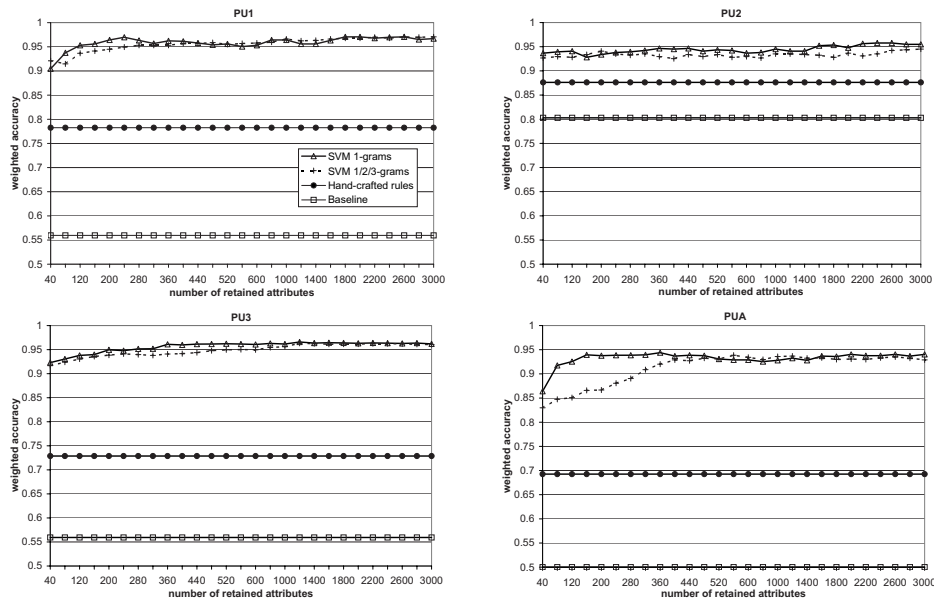 PU1
weighted accuracy
1
0.95
0.9
0.85
0.8
0.75
0.7
0.65
0.6
0.55
0.5
SVM 1-grams
SVM 1/2/3-grams
Hand-crafted rules
Baseline
40 120 200 280 360 440 520 600 1000 1400 1800 2200 2600 3000
number of retained attributes
PU2
weighted accuracy
1
0.95
0.9
0.85
0.8
0.75
0.7
0.65
0.6
0.55
0.5
40 120 200 280 360 440 520 600 1000 1400 1800 2200 2600 3000
number of retained attributes
PU3
weighted accuracy
1
0.95
0.9
0.85
0.8
0.75
0.7
0.65
0.6
0.55
0.5
40 120 200 280 360 440 520 600 1000 1400 1800 2200 2600 3000
number of retained attributes
PUA
weighted accuracy
1
0.95
0.9
0.85
0.8
0.75
0.7
0.65
0.6
0.55
0.5
40 120 200 280 360 440 520 600 1000 1400 1800 2200 2600 3000
number of retained attributes